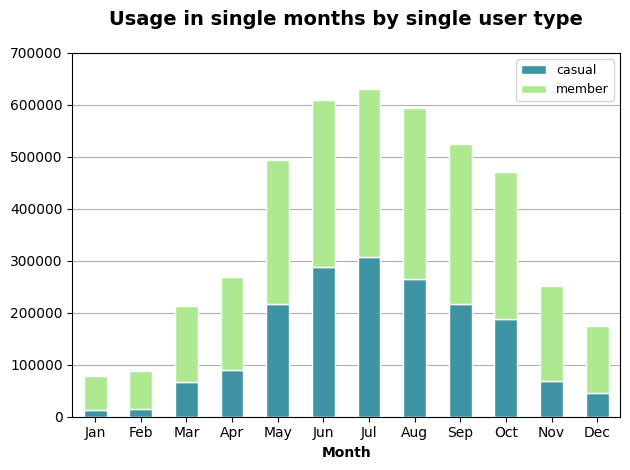 Usage in single months by single user type
700000
600000
500000
400000
300000
200000
100000
0
casual
member
Jan Feb Mar Apr May Jun Jul Aug Sep Oct Nov Dec
Month